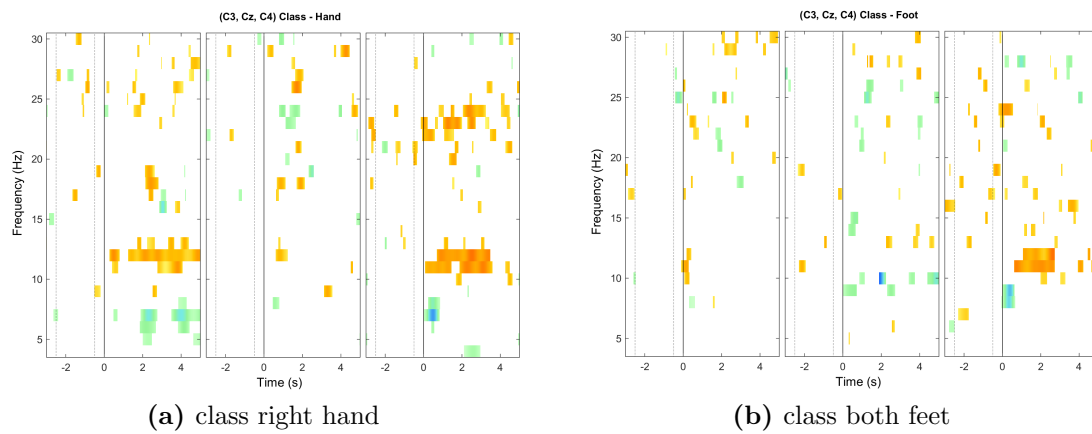 (C3, Cz, C4) Class - Hand
30
25
20
15
10
5
Frequency (Hz)
-2 0 2 4 -2 0 2 4 -2 0 2 4
Time (s)
(a) class right hand
(C3, Cz, C4) Class - Foot
30
25
20
15
10
5
Frequency (Hz)
-2 0 2 4 -2 0 2 4 -2 0 2 4
Time (s)
(b) class both feet